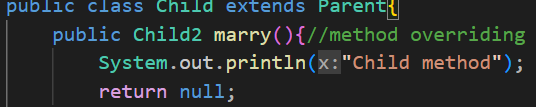 public class Child extends Parent{
public Child2 marry(){//method overriding
System.out.println(x:"Child method");
return null;